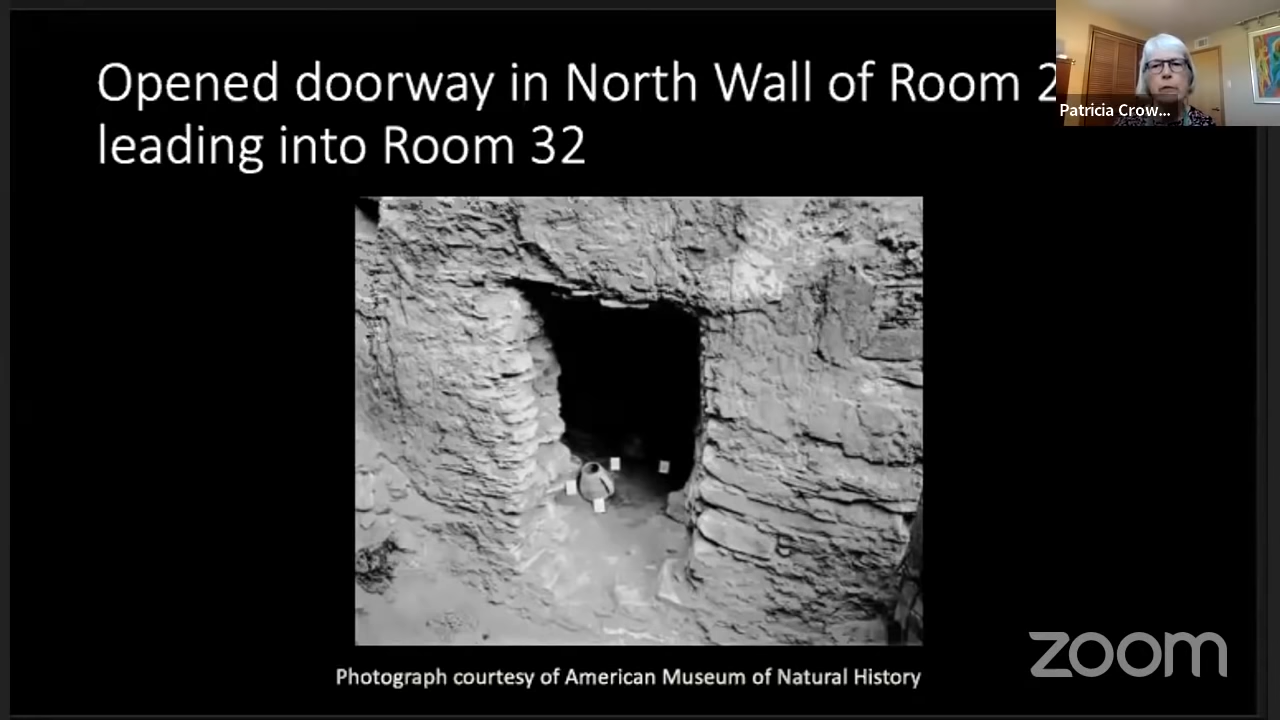 Opened doorway in North Wall of Room 2
leading into Room 32
Patricia Crow...
Photograph courtesy of American Museum of Natural History
zoom